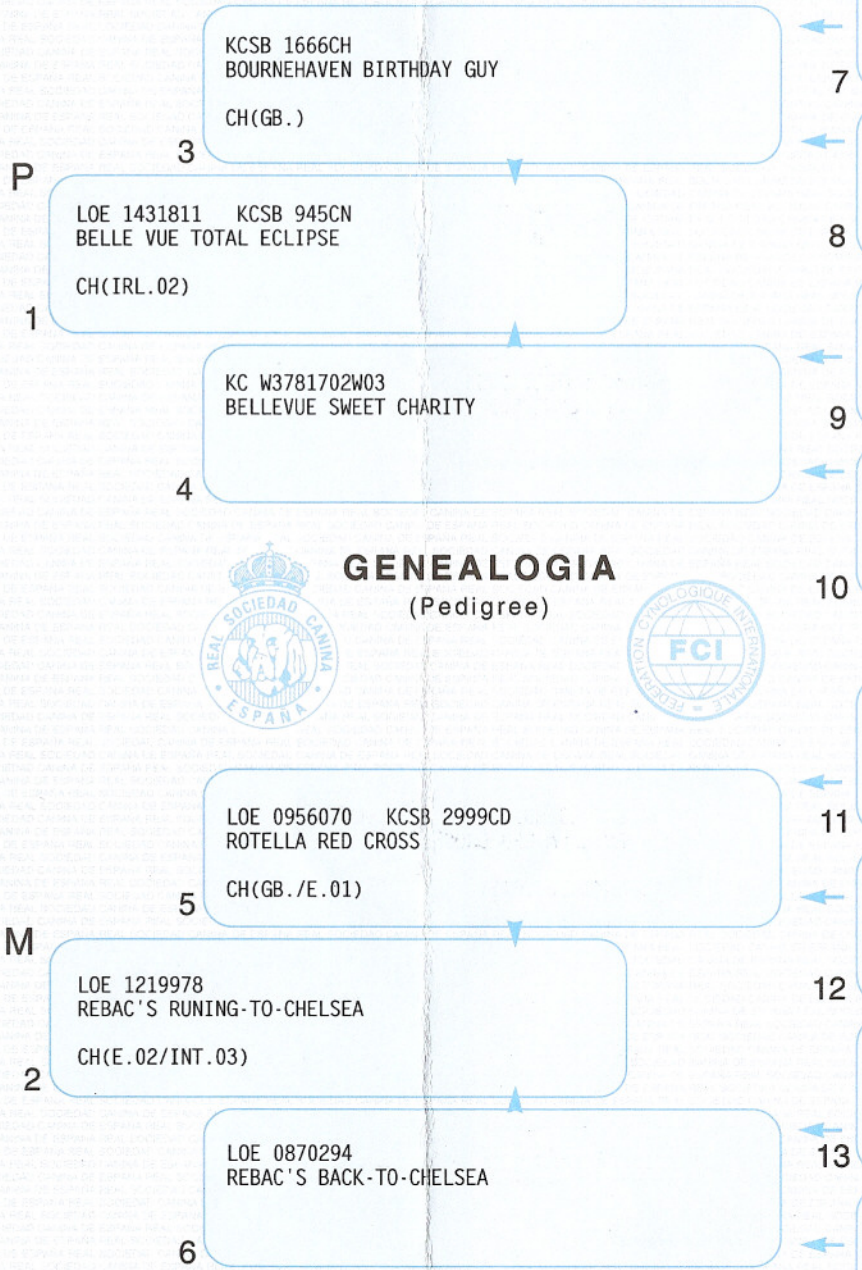 KCSB 1666CH
BOURNEHAVEN BIRTHDAY GUY
CH(GB.)
3
7
P
LOE 1431811 KCSB 945CN
BELLE VUE TOTAL ECLIPSE
CH(IRL.02)
1
8
KC W3781702W03
BELLEVUE SWEET CHARITY
4
9
10
GENEALOGIA
(Pedigree)
REAL SOCIEDAD CANINA
ESPAÑA
FEDERATION CYNOLOGIQUE INTERNATIONALE
FCI
LOE 0956070 KCSB 2999CD
ROTELLA RED CROSS
CH(GB./E.01)
5
11
M
LOE 1219978
REBAC'S RUNING-TO-CHELSEA
CH(E.02/INT.03)
2
12
LOE 0870294
REBAC'S BACK-TO-CHELSEA
6
13